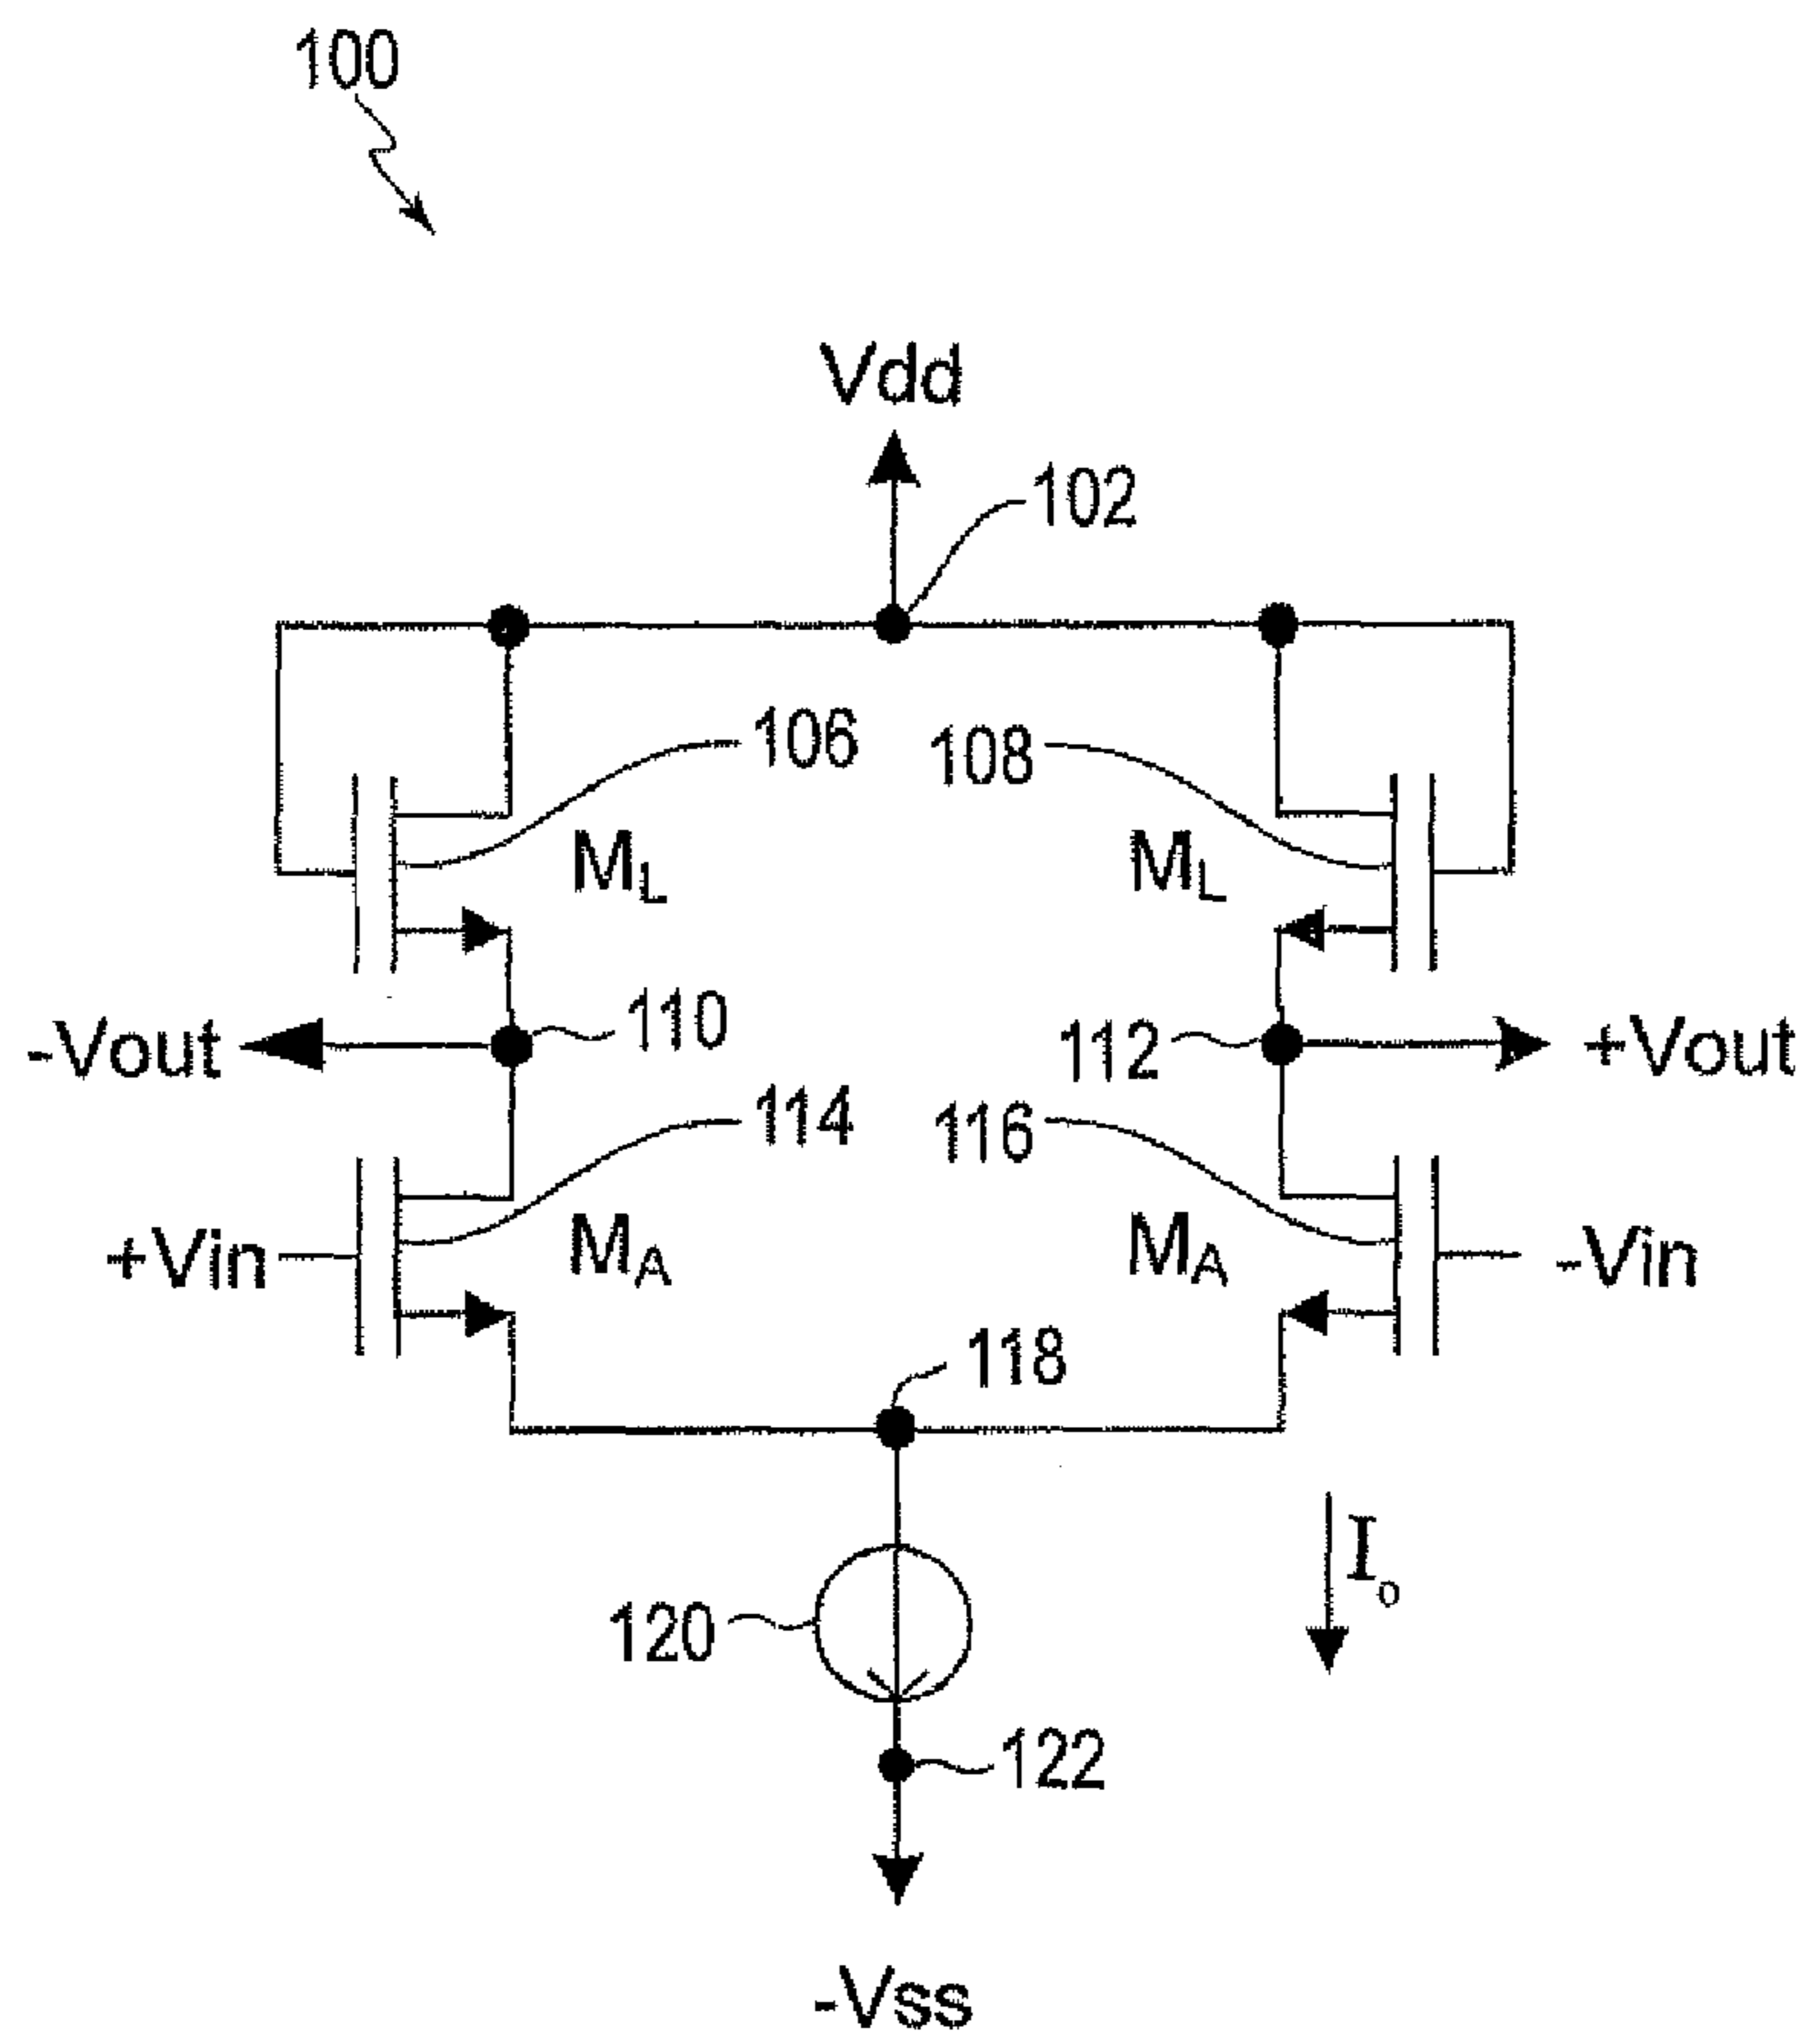 100
Vdd
102
106
108
ML
ML
-Vout
110
112
+Vout
114
116
+Vin
MA
MA
-Vin
118
Io
120
122
-Vss